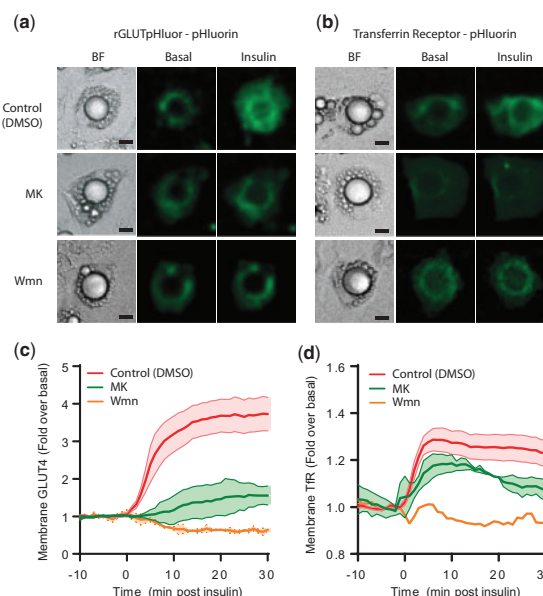 (a)
rGLUTpHluor - pHluorin
BF Basal Insulin
Control
(DMSO)
MK
Wmn
(b)
Transferrin Receptor - pHluorin
BF Basal Insulin
(c)
Membrane GLUT4 (Fold over basal)
5
4
3
2
1
0
Control (DMSO)
MK
Wmn
-10 0 10 20 30
Time (min post insulin)
(d)
Membrane TfR (Fold over basal)
1.6
1.4
1.2
1.0
0.8
Control (DMSO)
MK
Wmn
-10 0 10 20
Time (min post insulin)